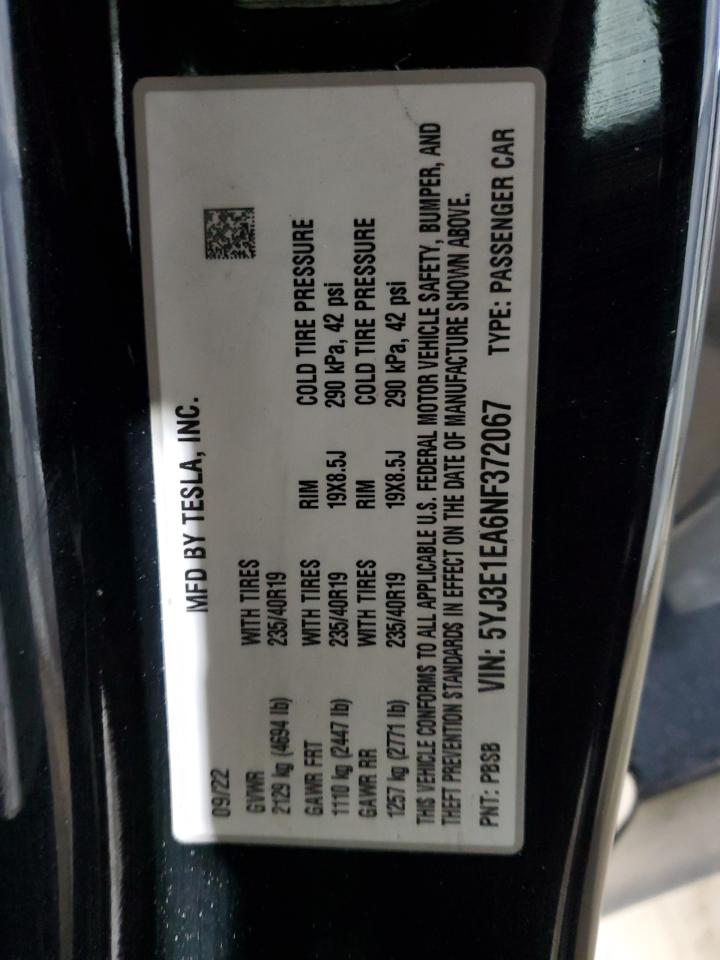 MFD BY TESLA, INC.
09/22
GVWR WITH TIRES
2129 kg (4694 lb) 235/40R19
GAWR FRT WITH TIRES RIM COLD TIRE PRESSURE
1110 kg (2447 lb) 235/40R19 19X8.5J 290 kPa, 42 psi
GAWR RR WITH TIRES RIM COLD TIRE PRESSURE
1257 kg (2771 lb) 235/40R19 19X8.5J 290 kPa, 42 psi
THIS VEHICLE CONFORMS TO ALL APPLICABLE U.S. FEDERAL MOTOR VEHICLE SAFETY, BUMPER, AND
THEFT PREVENTION STANDARDS IN EFFECT ON THE DATE OF MANUFACTURE SHOWN ABOVE.
PNT: PBSB VIN: 5YJ3E1EA6NF372067 TYPE: PASSENGER CAR